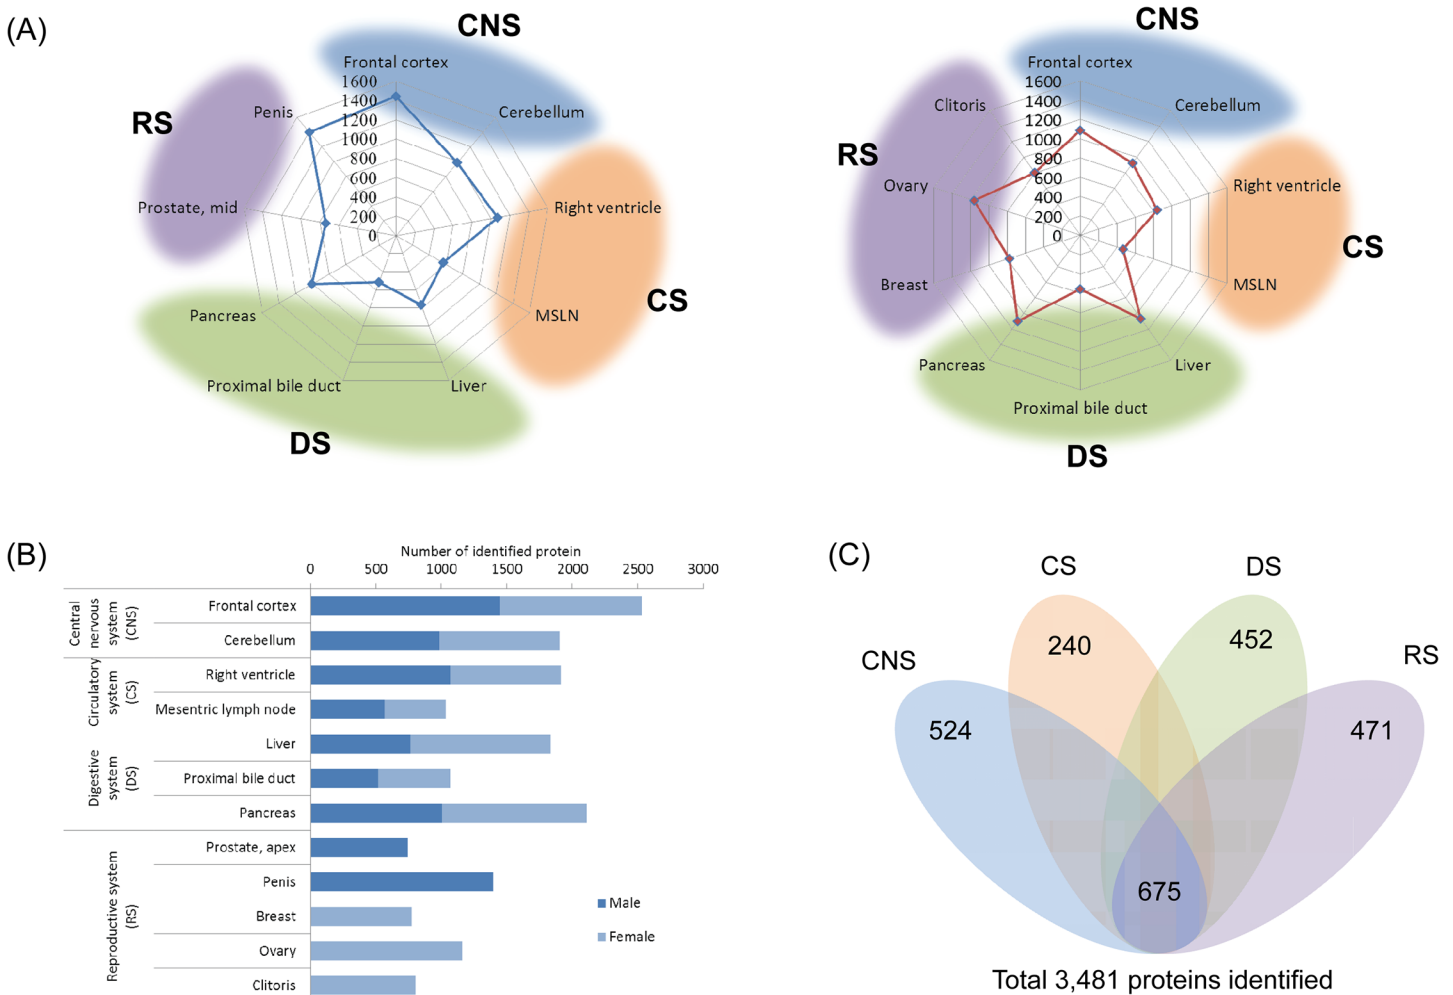 (A)
CNS
Frontal cortex
1600
1400
1200
1000
800
600
400
200
0
Cerebellum
Right ventricle
MSLN
Liver
Proximal bile duct
Pancreas
Prostate, mid
Penis
RS
CS
DS
CNS
Frontal cortex
1600
1400
1200
1000
800
600
400
200
0
Cerebellum
Right ventricle
MSLN
Liver
Proximal bile duct
Pancreas
Breast
Ovary
Clitoris
RS
CS
DS
(B)
Number of identified protein
0 500 1000 1500 2000 2500 3000
Central
nervous
system
(CNS)
Frontal cortex
Cerebellum
Circulatory
system
(CS)
Right ventricle
Mesentric lymph node
Digestive
system
(DS)
Liver
Proximal bile duct
Pancreas
Reproductive system
(RS)
Prostate, apex
Penis
Breast
Ovary
Clitoris
Male
Female
(C)
CS
DS
CNS
RS
240
452
524
471
675
Total 3,481 proteins identified